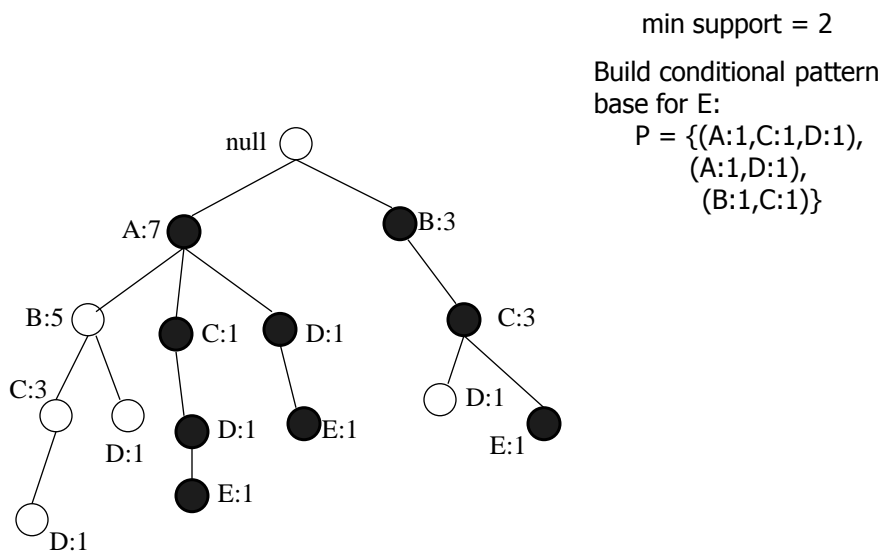 min support = 2
Build conditional pattern
base for E:
P = {(A:1,C:1,D:1),
(A:1,D:1),
(B:1,C:1)}
null
A:7
B:3
B:5
C:1
D:1
C:3
C:3
D:1
D:1
E:1
D:1
E:1
E:1
D:1